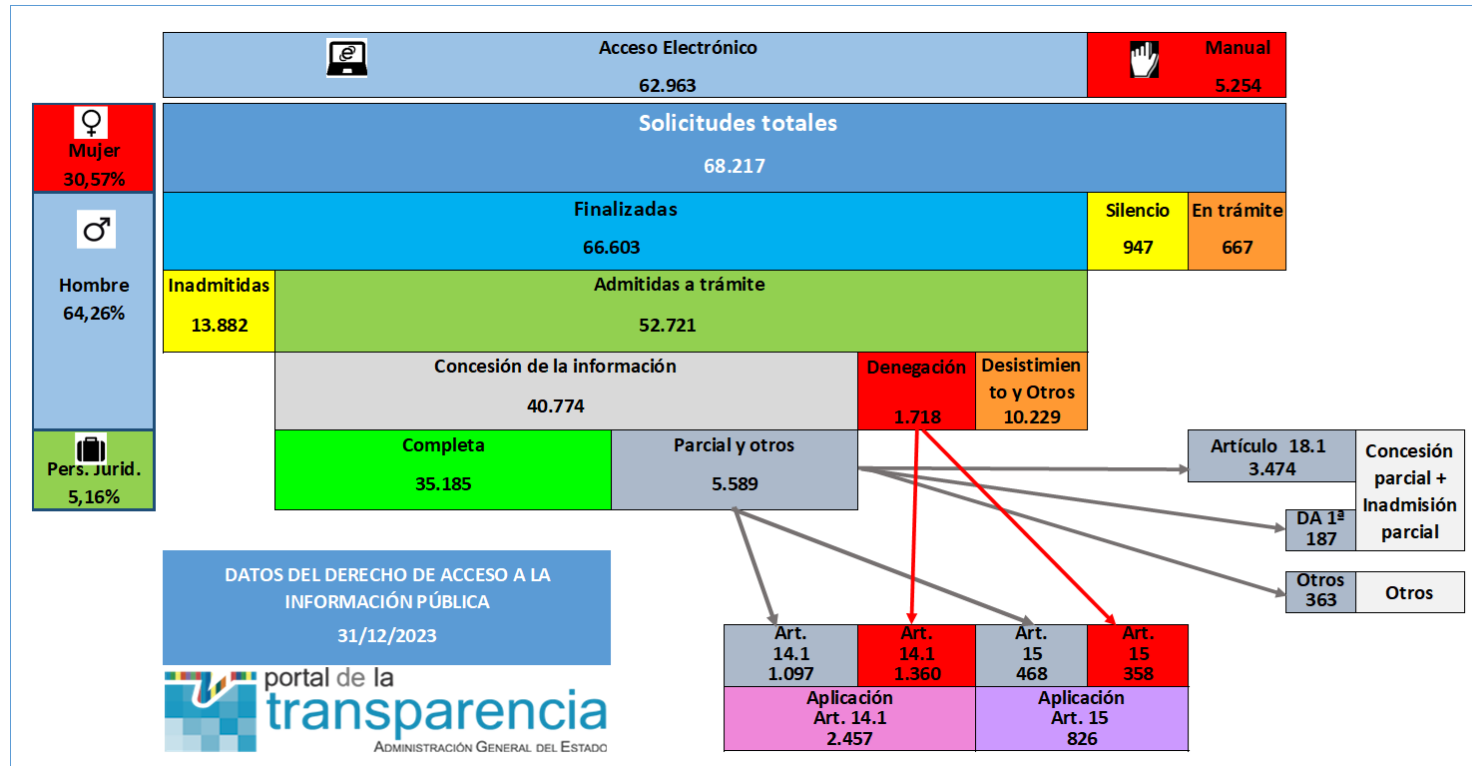 Acceso Electrónico
62.963
Manual
5.254
Mujer
30,57%
Hombre
64,26%
Pers. Jurid.
5,16%
Solicitudes totales
68.217
Finalizadas
66.603
Silencio
947
En trámite
667
Inadmitidas
13.882
Admitidas a trámite
52.721
Concesión de la información
40.774
Denegación
1.718
Desistimien
to y Otros
10.229
Completa
35.185
Parcial y otros
5.589
Artículo 18.1
3.474
DA 1ª
187
Concesión
parcial +
Inadmisión
parcial
Otros
363
Otros
DATOS DEL DERECHO DE ACCESO A LA
INFORMACIÓN PÚBLICA
31/12/2023
portal de la
transparencia
ADMINISTRACIÓN GENERAL DEL ESTADO
Art.
14.1
1.097
Art.
14.1
1.360
Art.
15
468
Art.
15
358
Aplicación
Art. 14.1
2.457
Aplicación
Art. 15
826